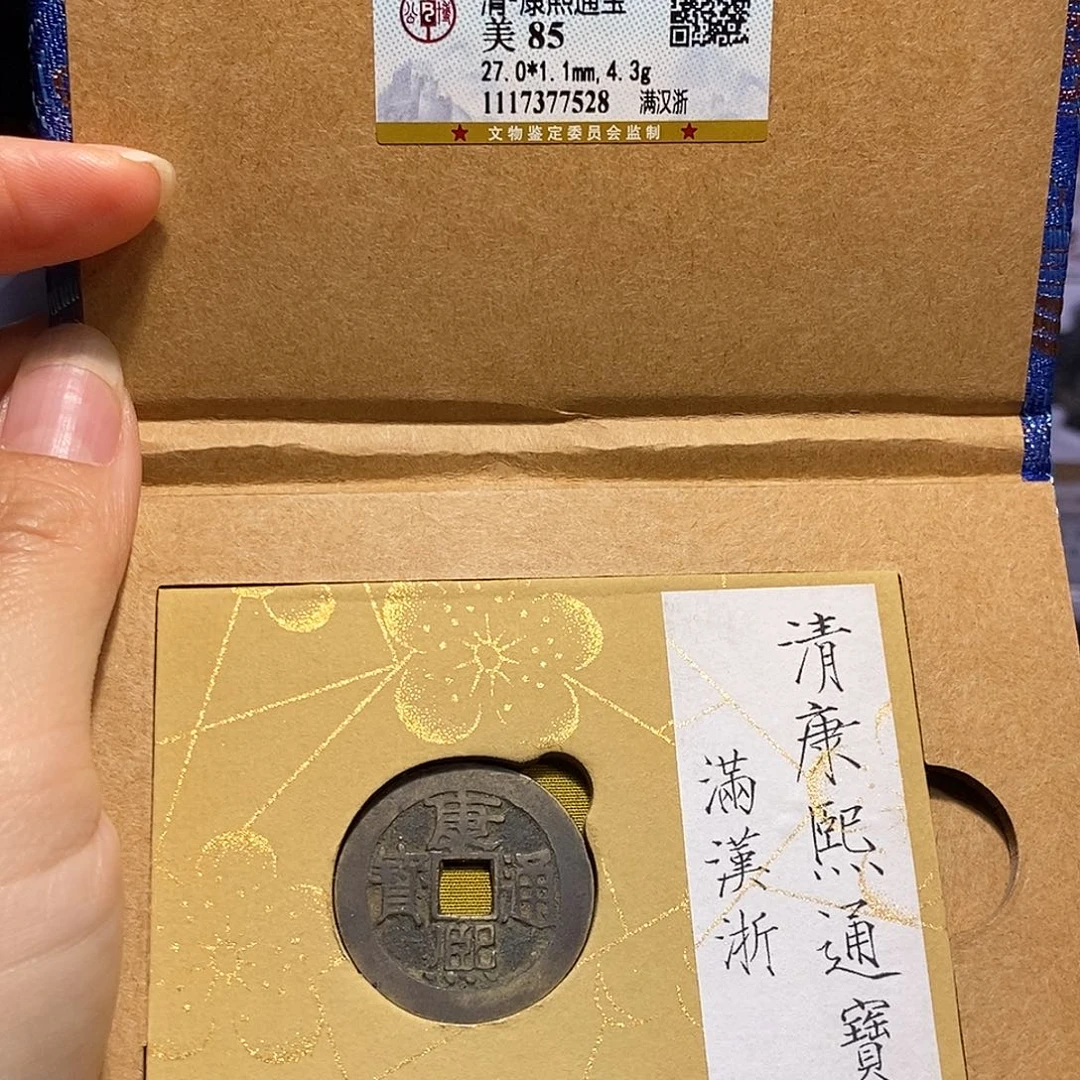 清-康熙通宝
美 85
27.0*1.1mm,4.3g
1117377528 满汉浙
★ 文物鉴定委员会监制 ★
清康熙通寶
滿漢浙
康熙通寶